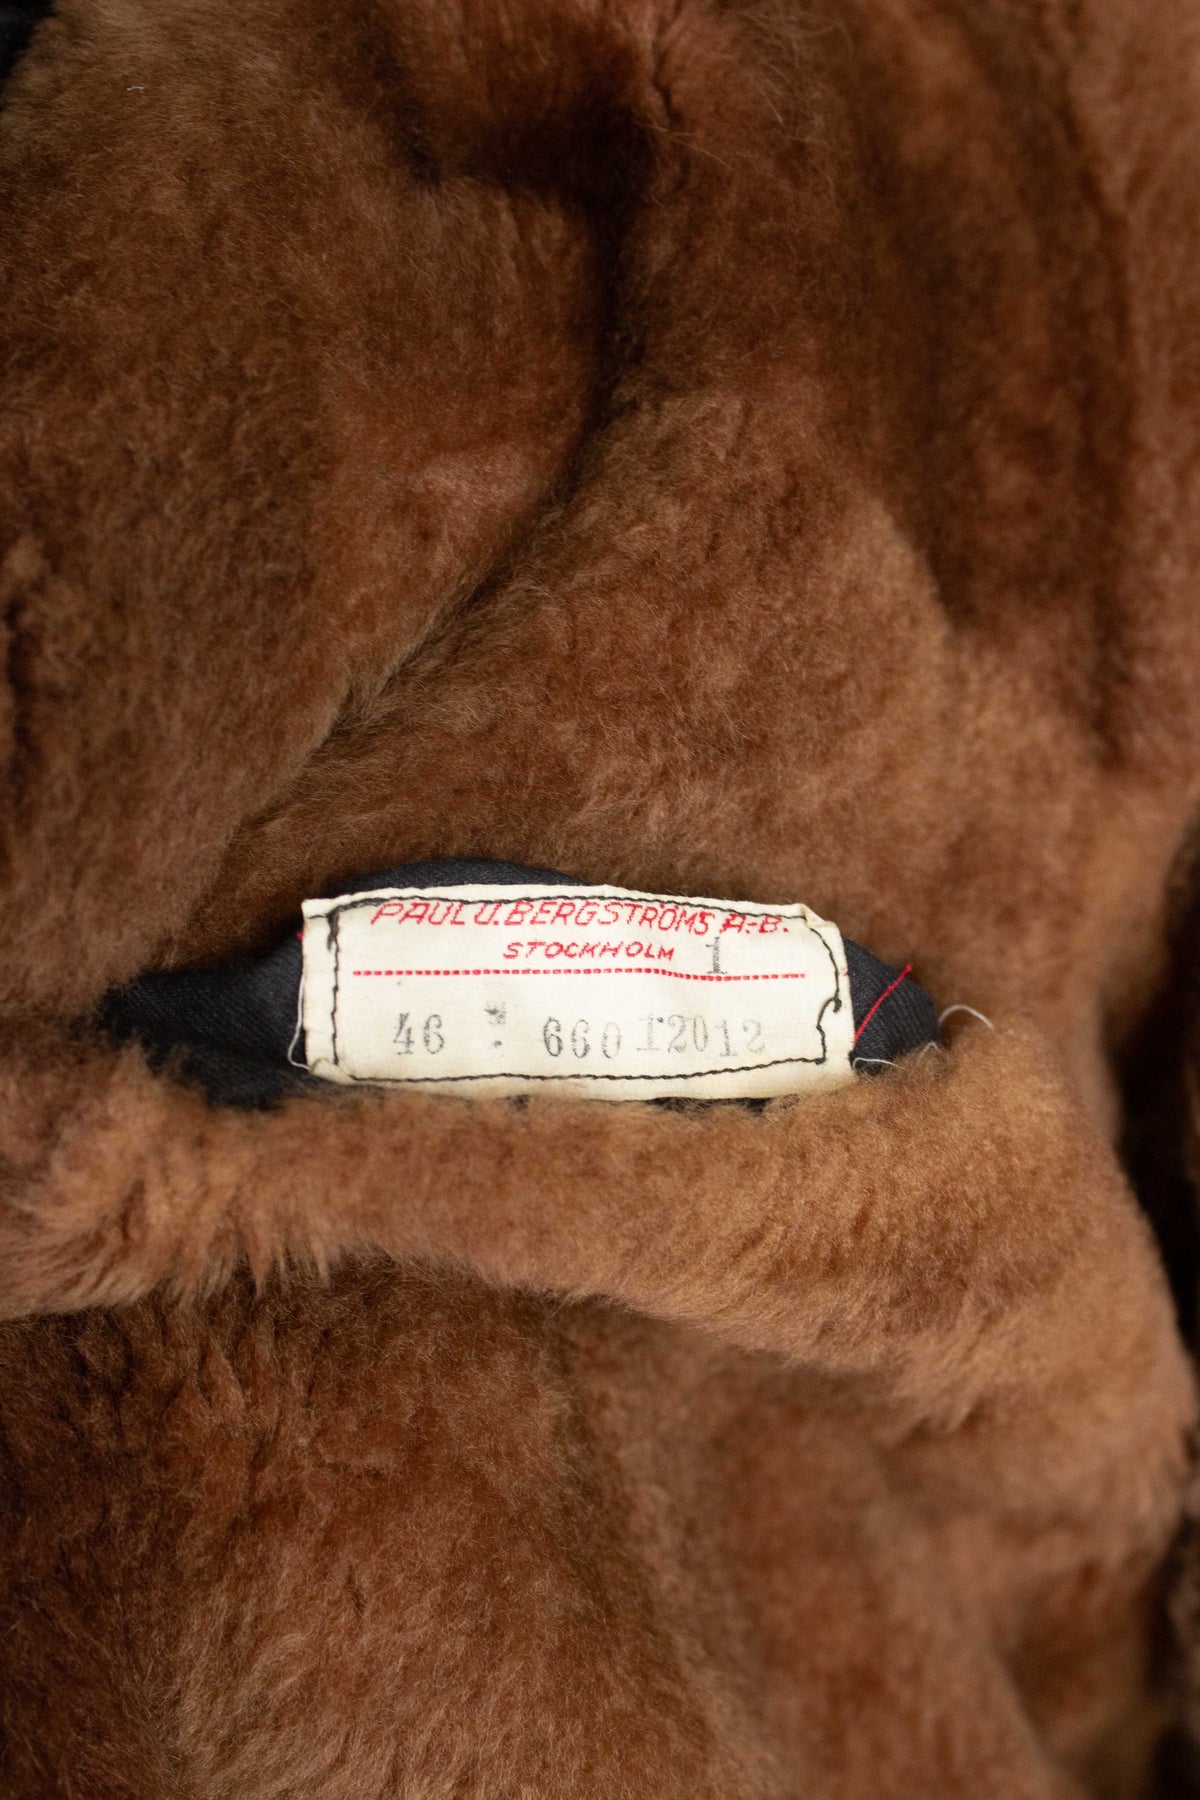 PAUL U. BERGSTRÖMS A.-B.
STOCKHOLM 1
46 : 660 12012